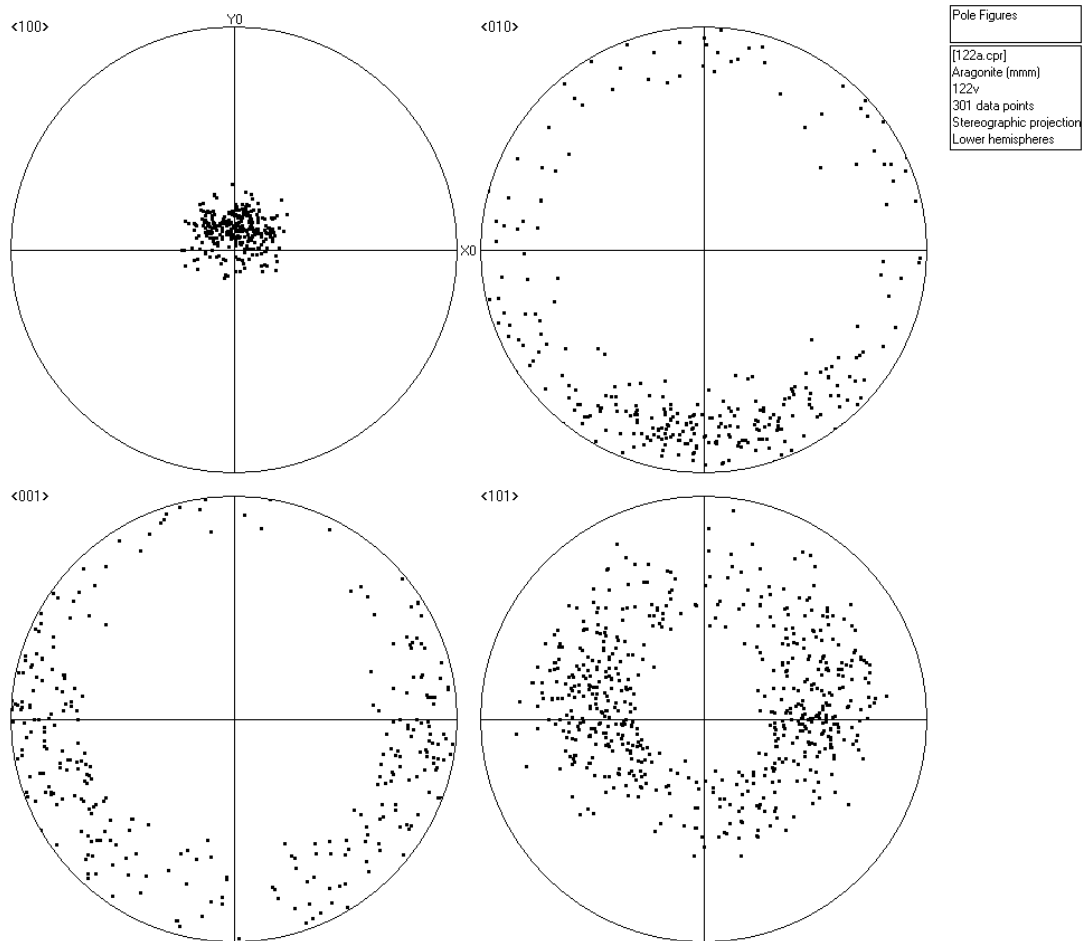 <100>
Y0
X0
<010>
<001>
<101>
Pole Figures
[122a.cpr]
Aragonite (mmm)
122v
301 data points
Stereographic projection
Lower hemispheres